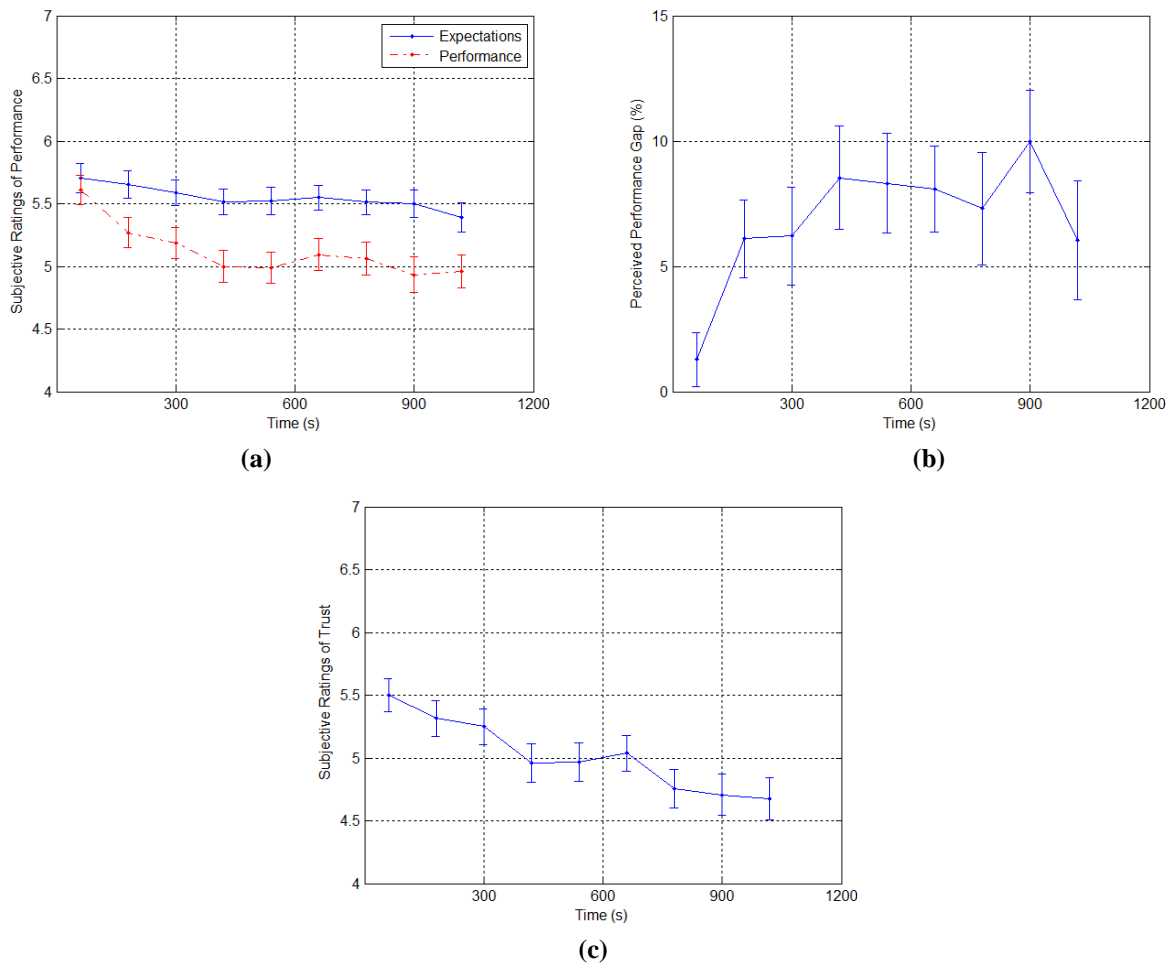 7
6.5
6
5.5
5
4.5
4
Subjective Ratings of Performance
Expectations
Performance
300
600
900
1200
Time (s)
(a)
15
10
5
0
Perceived Performance Gap (%)
300
600
900
1200
Time (s)
(b)
7
6.5
6
5.5
5
4.5
4
Subjective Ratings of Trust
300
600
900
1200
Time (s)
(c)